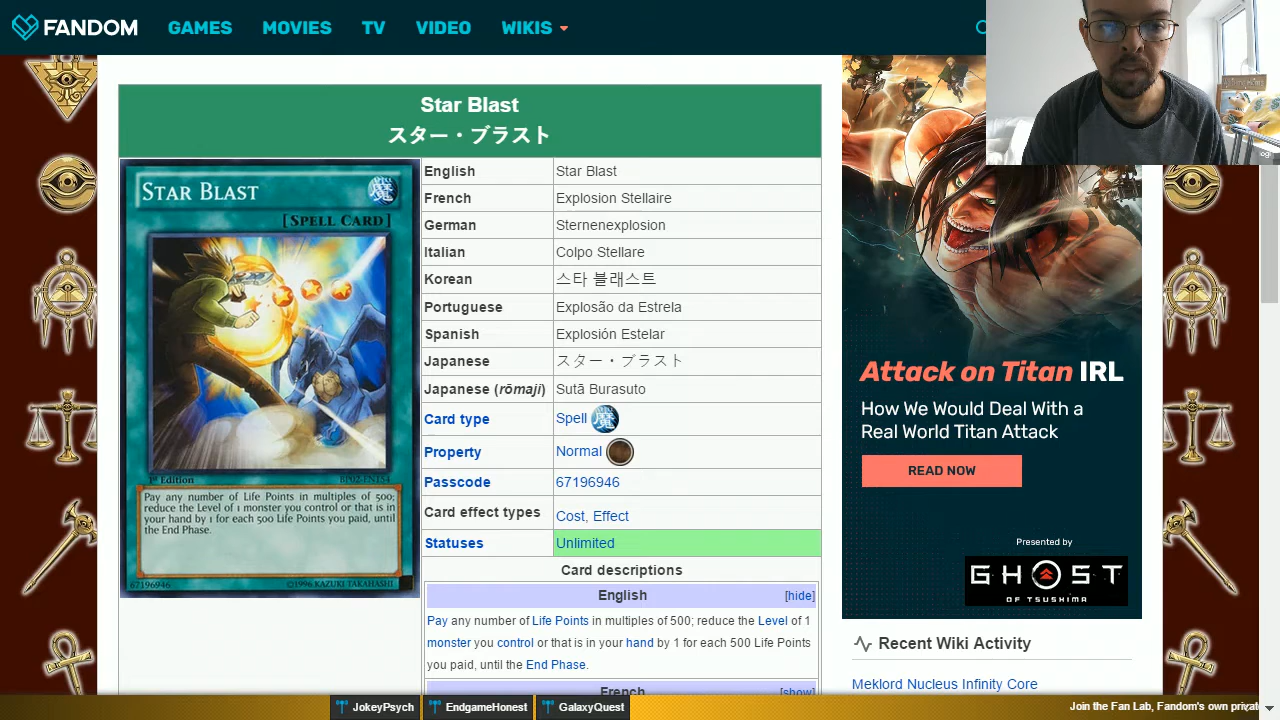 FANDOM
GAMES
MOVIES
TV
VIDEO
WIKIS
Star Blast
スター・ブラスト
STAR BLAST
魔
[SPELL CARD]
1st Edition
BP02-EN154
Pay any number of Life Points in multiples of 500;
reduce the Level of 1 monster you control or that is in
your hand by 1 for each 500 Life Points you paid, until
the End Phase.
67196946
©1996 KAZUKI TAKAHASHI
English Star Blast
French Explosion Stellaire
German Sternenexplosion
Italian Colpo Stellare
Korean 스타 블래스트
Portuguese Explosão da Estrela
Spanish Explosión Estelar
Japanese スター・ブラスト
Japanese (rōmaji) Sutā Burasuto
Card type Spell 魔
Property Normal
Passcode 67196946
Card effect types Cost, Effect
Statuses Unlimited
Card descriptions
English [hide]
Pay any number of Life Points in multiples of 500; reduce the Level of 1
monster you control or that is in your hand by 1 for each 500 Life Points
you paid, until the End Phase.
French [show]
Attack on Titan IRL
How We Would Deal With a
Real World Titan Attack
READ NOW
Presented by
GHOST
OF TSUSHIMA
Recent Wiki Activity
Meklord Nucleus Infinity Core
JokeyPsych
EndgameHonest
GalaxyQuest
Join the Fan Lab, Fandom's own private